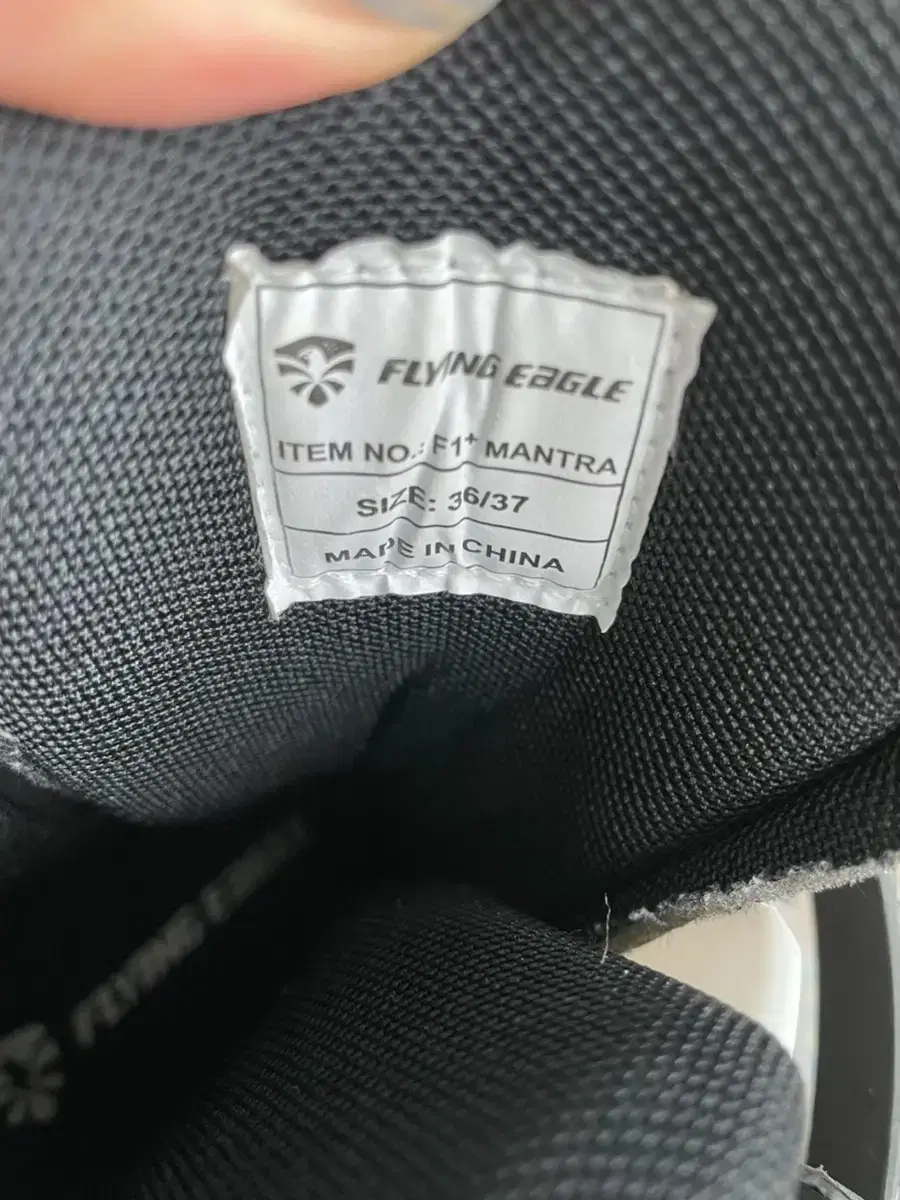 FLYING EAGLE
ITEM NO.: F1+ MANTRA
SIZE: 36/37
MADE IN CHINA
FLYING EAGLE